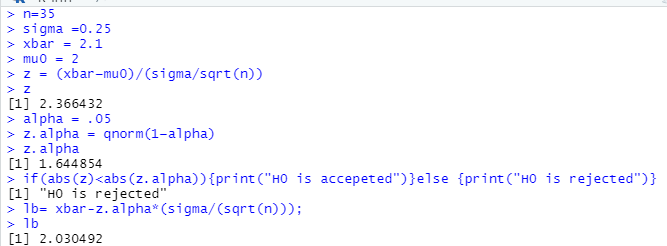 > n=35
> sigma =0.25
> xbar = 2.1
> mu0 = 2
> z = (xbar-mu0)/(sigma/sqrt(n))
> z
[1] 2.366432
> alpha = .05
> z.alpha = qnorm(1-alpha)
> z.alpha
[1] 1.644854
> if(abs(z)<abs(z.alpha)){print("H0 is accepeted")}else {print("H0 is rejected")}
[1] "H0 is rejected"
> lb= xbar-z.alpha*(sigma/(sqrt(n)));
> lb
[1] 2.030492